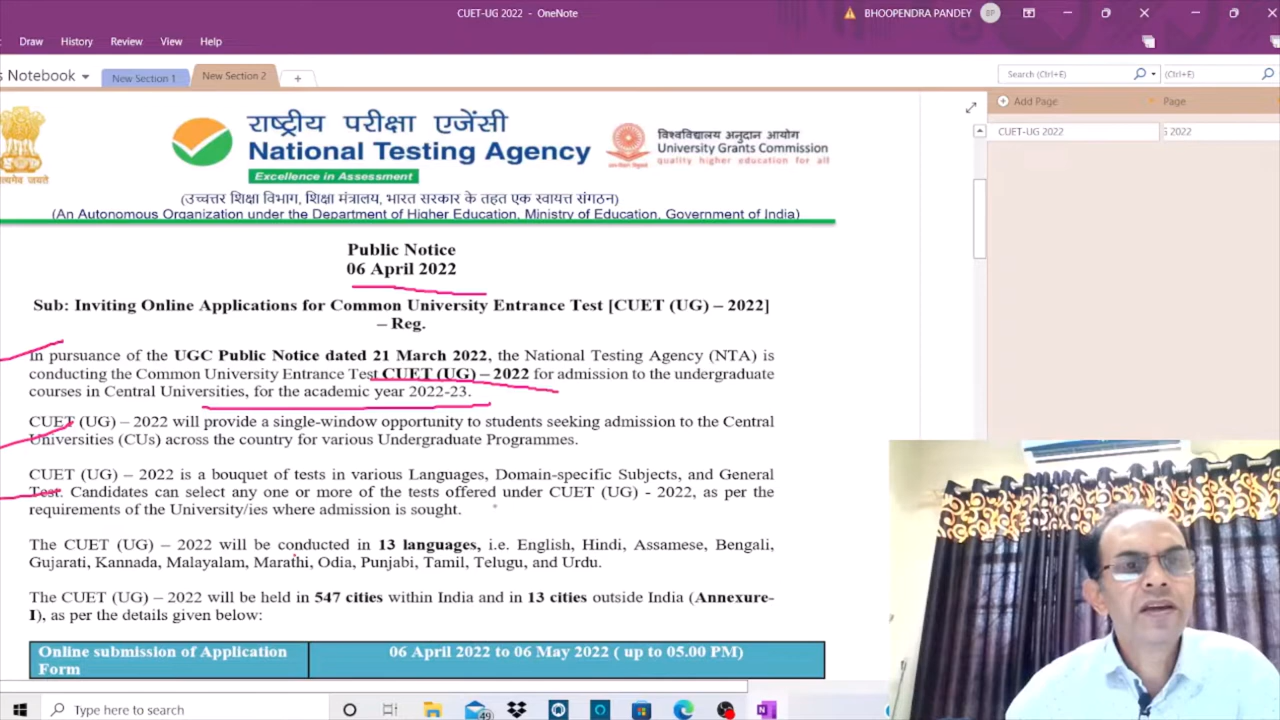 CUET-UG 2022 - OneNote
BHOOPENDRA PANDEY
BP
Draw History Review View Help
s Notebook
New Section 1
New Section 2
+
Search (Ctrl+E)
(Ctrl+E)
Add Page
Page
CUET-UG 2022
2022
राष्ट्रीय परीक्षा एजेंसी
National Testing Agency
Excellence in Assessment
विश्वविद्यालय अनुदान आयोग
University Grants Commission
quality higher education for all
सत्यमेव जयते
(उच्चत्तर शिक्षा विभाग, शिक्षा मंत्रालय, भारत सरकार के तहत एक स्वायत्त संगठन)
(An Autonomous Organization under the Department of Higher Education, Ministry of Education, Government of India)
Public Notice
06 April 2022
Sub: Inviting Online Applications for Common University Entrance Test [CUET (UG) – 2022]
– Reg.
In pursuance of the UGC Public Notice dated 21 March 2022, the National Testing Agency (NTA) is
conducting the Common University Entrance Test CUET (UG) – 2022 for admission to the undergraduate
courses in Central Universities, for the academic year 2022-23.
CUET (UG) – 2022 will provide a single-window opportunity to students seeking admission to the Central
Universities (CUs) across the country for various Undergraduate Programmes.
CUET (UG) – 2022 is a bouquet of tests in various Languages, Domain-specific Subjects, and General
Test. Candidates can select any one or more of the tests offered under CUET (UG) - 2022, as per the
requirements of the University/ies where admission is sought.
The CUET (UG) – 2022 will be conducted in 13 languages, i.e. English, Hindi, Assamese, Bengali,
Gujarati, Kannada, Malayalam, Marathi, Odia, Punjabi, Tamil, Telugu, and Urdu.
The CUET (UG) – 2022 will be held in 547 cities within India and in 13 cities outside India (Annexure-
I), as per the details given below:
Online submission of Application
Form
06 April 2022 to 06 May 2022 ( up to 05.00 PM)
Type here to search
49